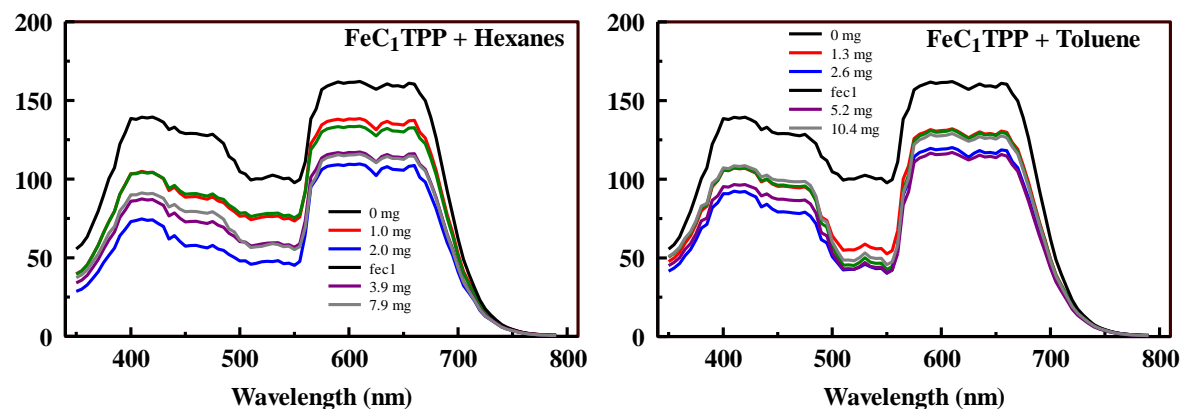 FeC₁TPP + Hexanes
200
150
100
50
0
0 mg
1.0 mg
2.0 mg
fec1
3.9 mg
7.9 mg
400 500 600 700 800
Wavelength (nm)
FeC₁TPP + Toluene
200
150
100
50
0
0 mg
1.3 mg
2.6 mg
fec1
5.2 mg
10.4 mg
400 500 600 700 800
Wavelength (nm)